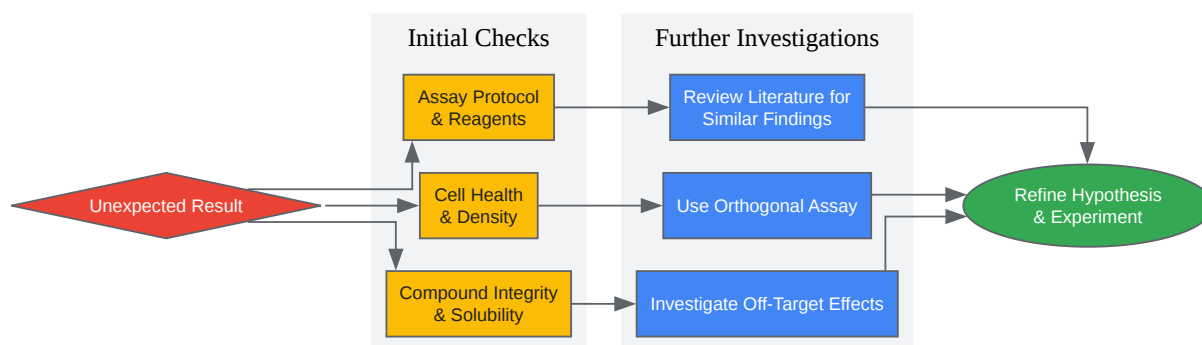 Initial Checks
Further Investigations
Assay Protocol
& Reagents
Review Literature for
Similar Findings
Unexpected Result
Cell Health
& Density
Use Orthogonal Assay
Refine Hypothesis
& Experiment
Compound Integrity
& Solubility
Investigate Off-Target Effects